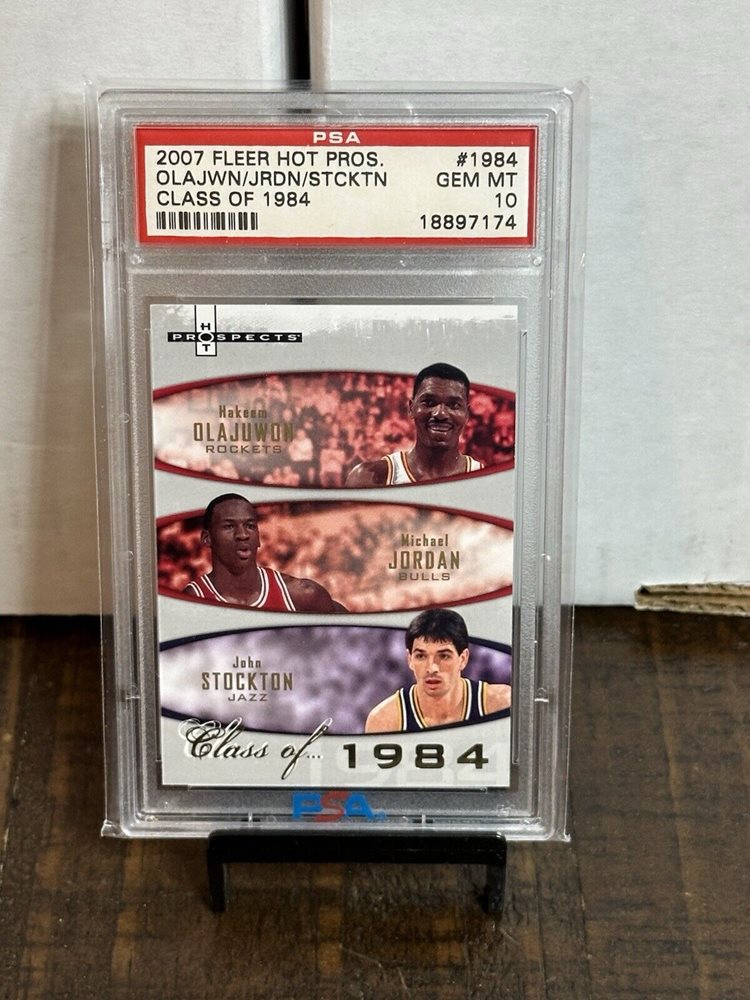 PSA
2007 FLEER HOT PROS. #1984
OLAJWN/JRDN/STCKTN GEM MT
CLASS OF 1984 10
18897174
HOT
PROSPECTS
Hakeem
OLAJUWON
ROCKETS
Michael
JORDAN
BULLS
John
STOCKTON
JAZZ
Class of... 1984
1984
PSA